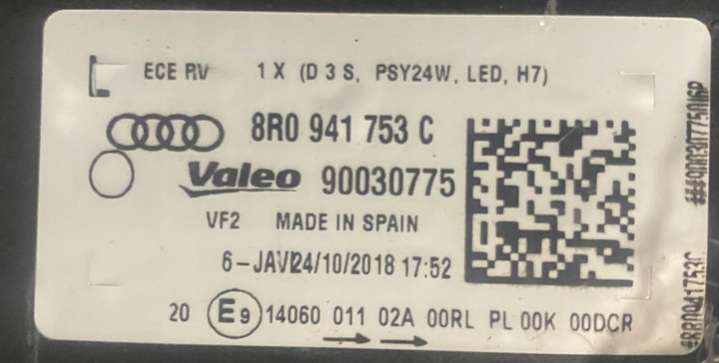 ECE RV 1 X (D 3 S, PSY24W, LED, H7)
8R0 941 753 C
Valeo 90030775
VF2 MADE IN SPAIN
6-JAVI24/10/2018 17:52
20 E9 14060 011 02A 00RL PL 00K 00DCR